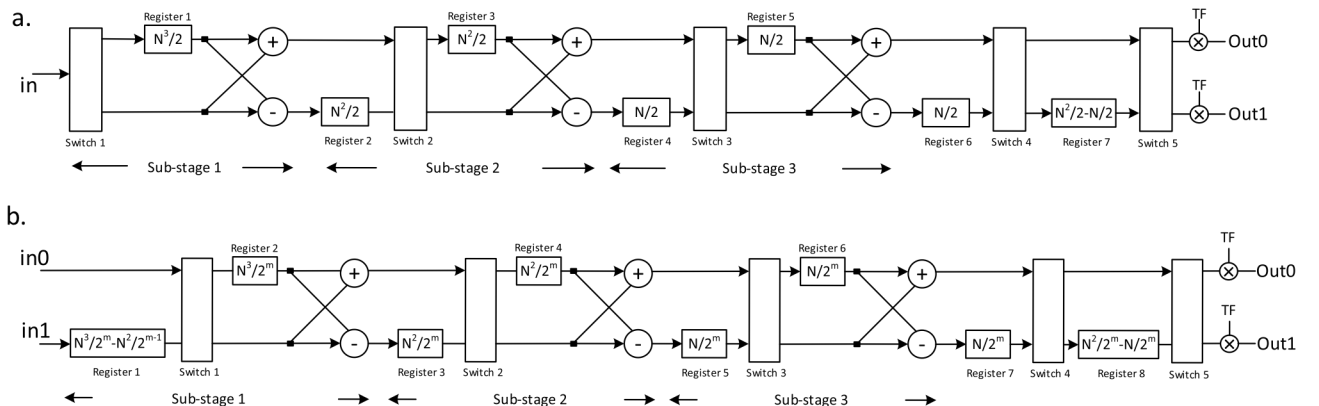 a.
Register 1
Register 3
Register 5
TF
N³/2
N²/2
N/2
+
+
+
Out0
in
N²/2
N/2
N/2
N²/2-N/2
-
-
-
TF
Out1
Switch 1
Register 2
Switch 2
Register 4
Switch 3
Register 6
Switch 4
Register 7
Switch 5
Sub-stage 1
Sub-stage 2
Sub-stage 3
b.
in0
Register 2
Register 4
Register 6
TF
N³/2ᵐ
N²/2ᵐ
N/2ᵐ
+
+
+
Out0
in1
N³/2ᵐ-N²/2ᵐ⁻¹
N²/2ᵐ
N/2ᵐ
N/2ᵐ
N²/2ᵐ-N/2ᵐ
-
-
-
TF
Out1
Register 1
Switch 1
Register 3
Switch 2
Register 5
Switch 3
Register 7
Switch 4
Register 8
Switch 5
Sub-stage 1
Sub-stage 2
Sub-stage 3